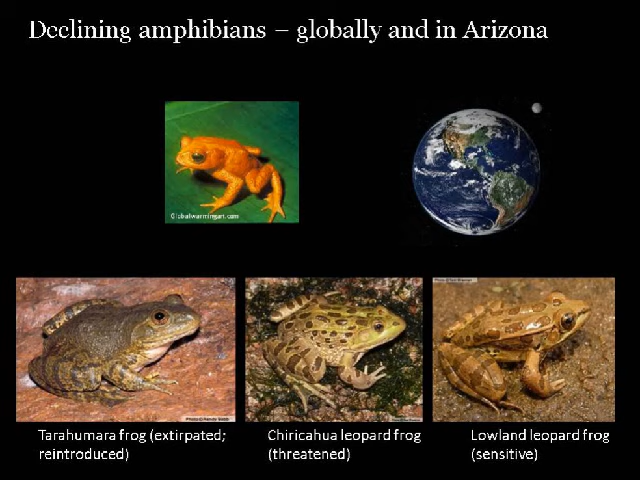 Declining amphibians – globally and in Arizona
Globalwarmingart.com
Tarahumara frog (extirpated;
reintroduced)
Chiricahua leopard frog
(threatened)
Lowland leopard frog
(sensitive)